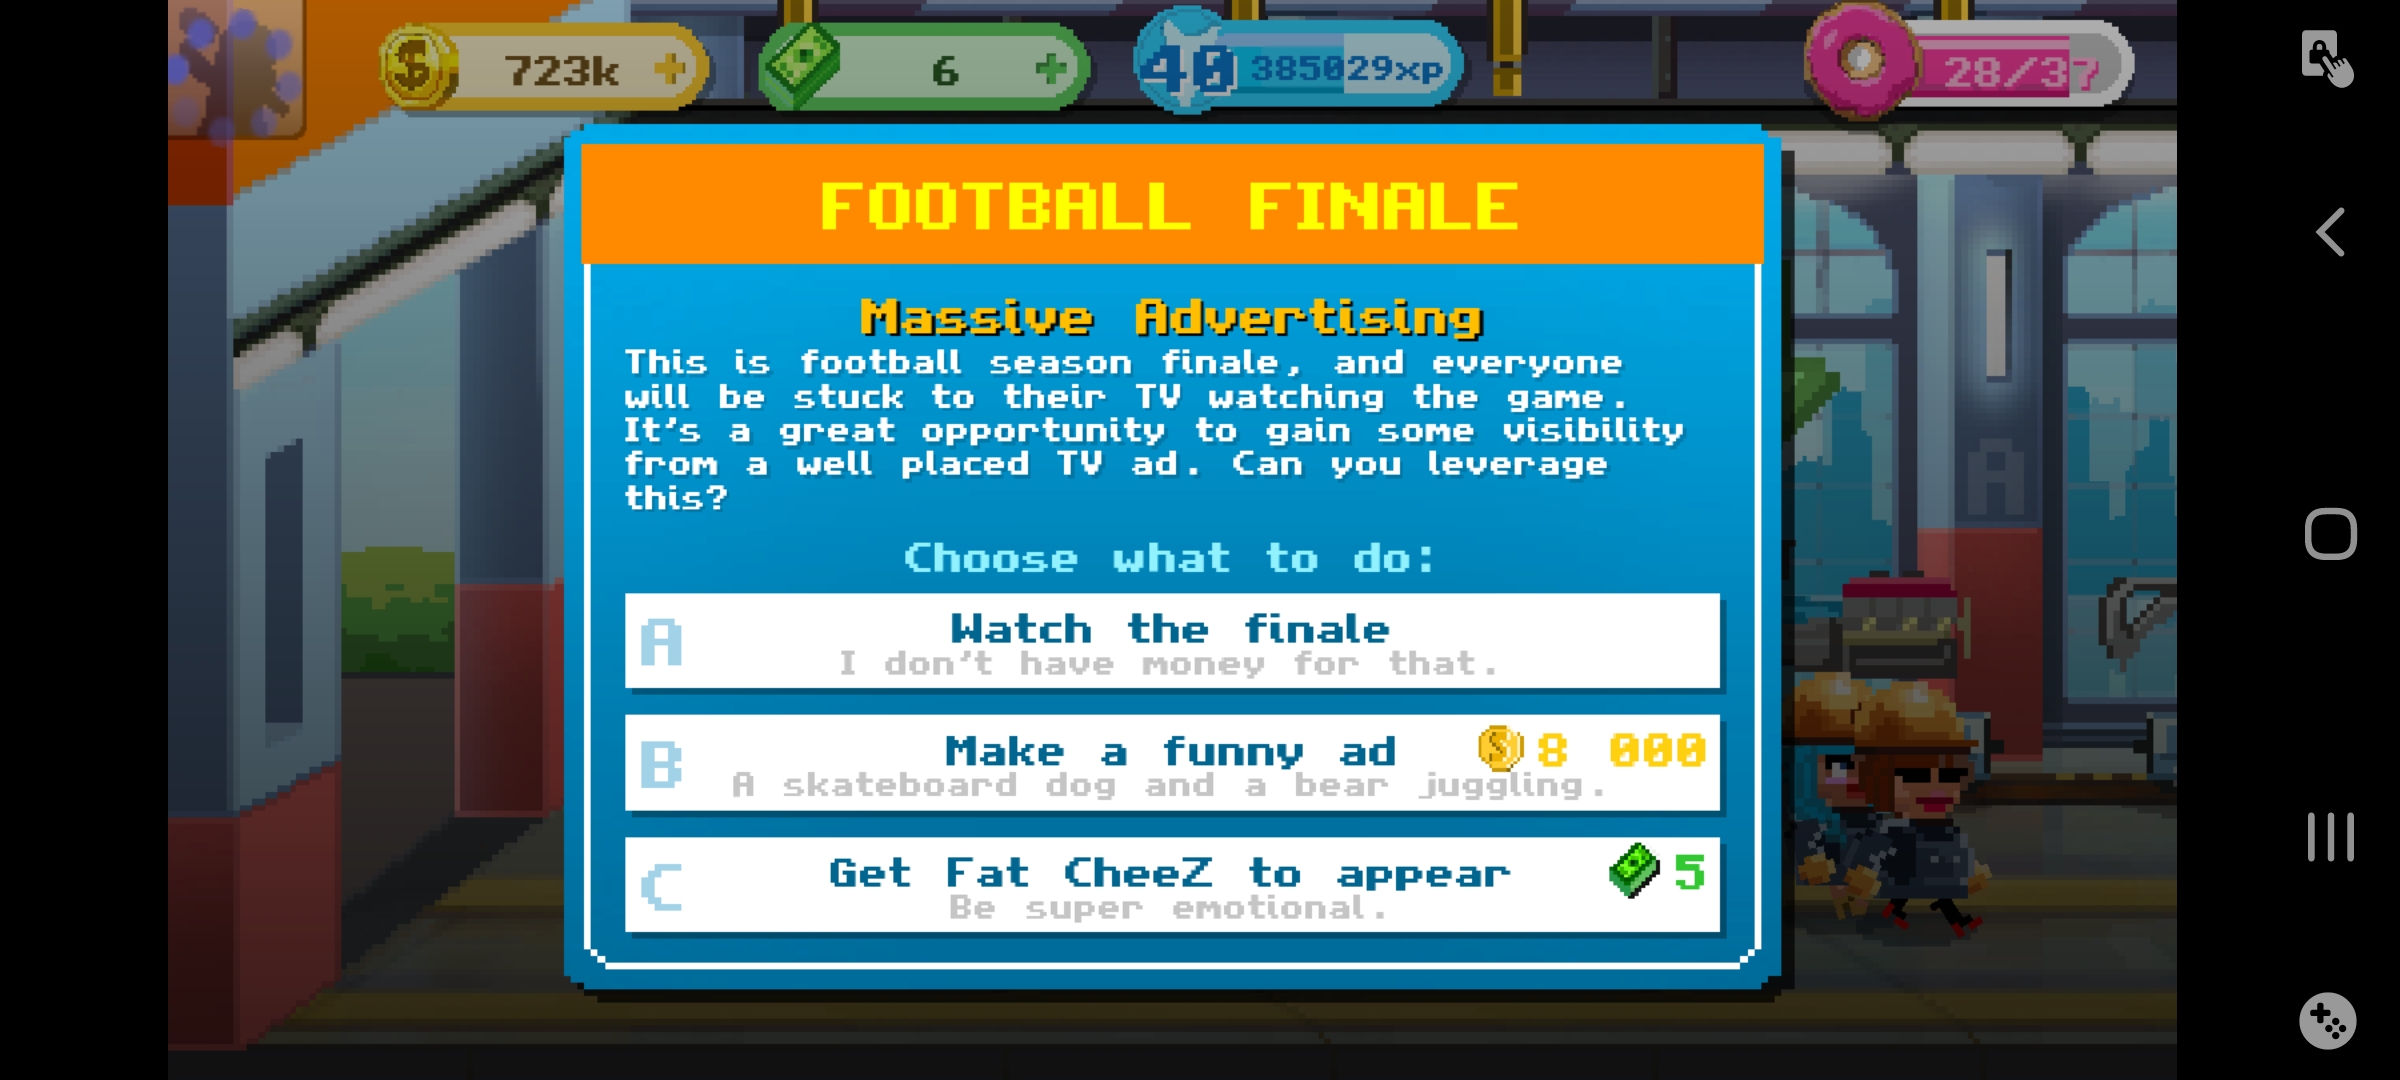 723k
6
40 385029xp
28/37
FOOTBALL FINALE
Massive Advertising
This is football season finale, and everyone
will be stuck to their TV watching the game.
It's a great opportunity to gain some visibility
from a well placed TV ad. Can you leverage
this?
Choose what to do:
A
Watch the finale
I don't have money for that.
B
Make a funny ad 8 000
A skateboard dog and a bear juggling.
C
Get Fat CheeZ to appear 5
Be super emotional.
A